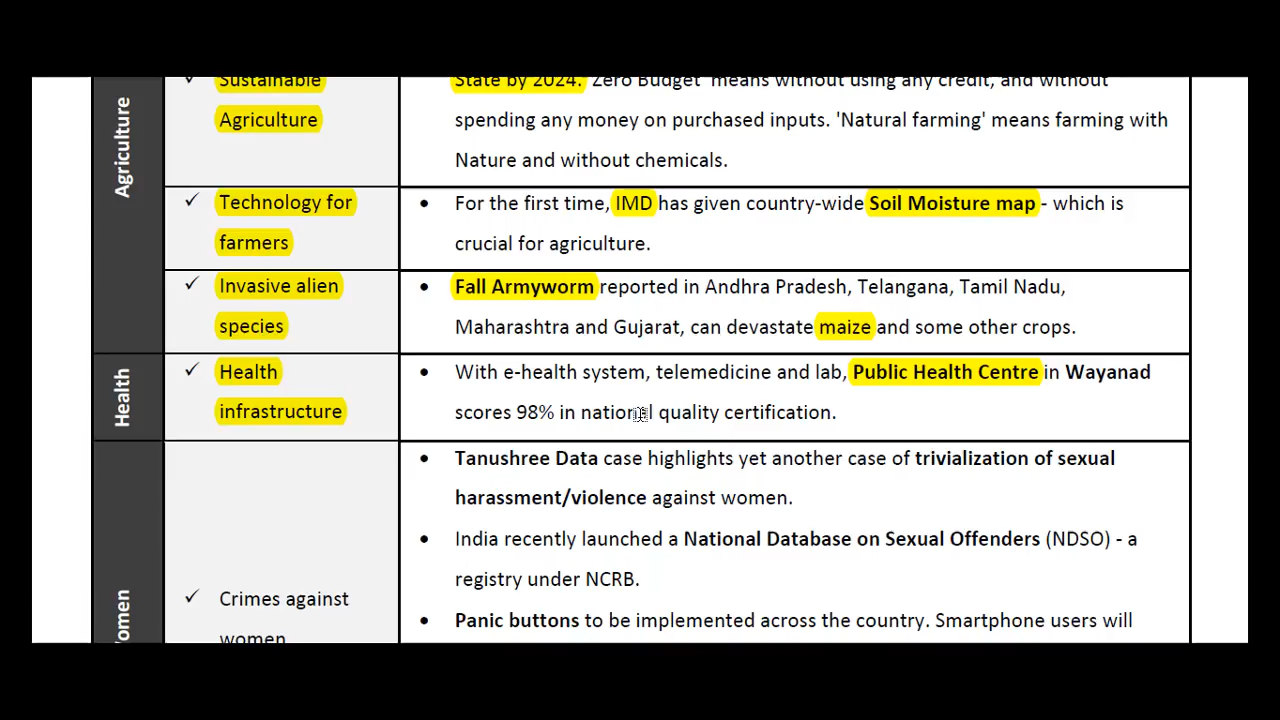 Agriculture
Sustainable
Agriculture
State by 2024. 'Zero Budget' means without using any credit, and without
spending any money on purchased inputs. 'Natural farming' means farming with
Nature and without chemicals.
✓ Technology for
farmers
• For the first time, IMD has given country-wide Soil Moisture map - which is
crucial for agriculture.
✓ Invasive alien
species
• Fall Armyworm reported in Andhra Pradesh, Telangana, Tamil Nadu,
Maharashtra and Gujarat, can devastate maize and some other crops.
Health
✓ Health
infrastructure
• With e-health system, telemedicine and lab, Public Health Centre in Wayanad
scores 98% in national quality certification.
✓ Crimes against
women
• Tanushree Data case highlights yet another case of trivialization of sexual
harassment/violence against women.
• India recently launched a National Database on Sexual Offenders (NDSO) - a
registry under NCRB.
• Panic buttons to be implemented across the country. Smartphone users will